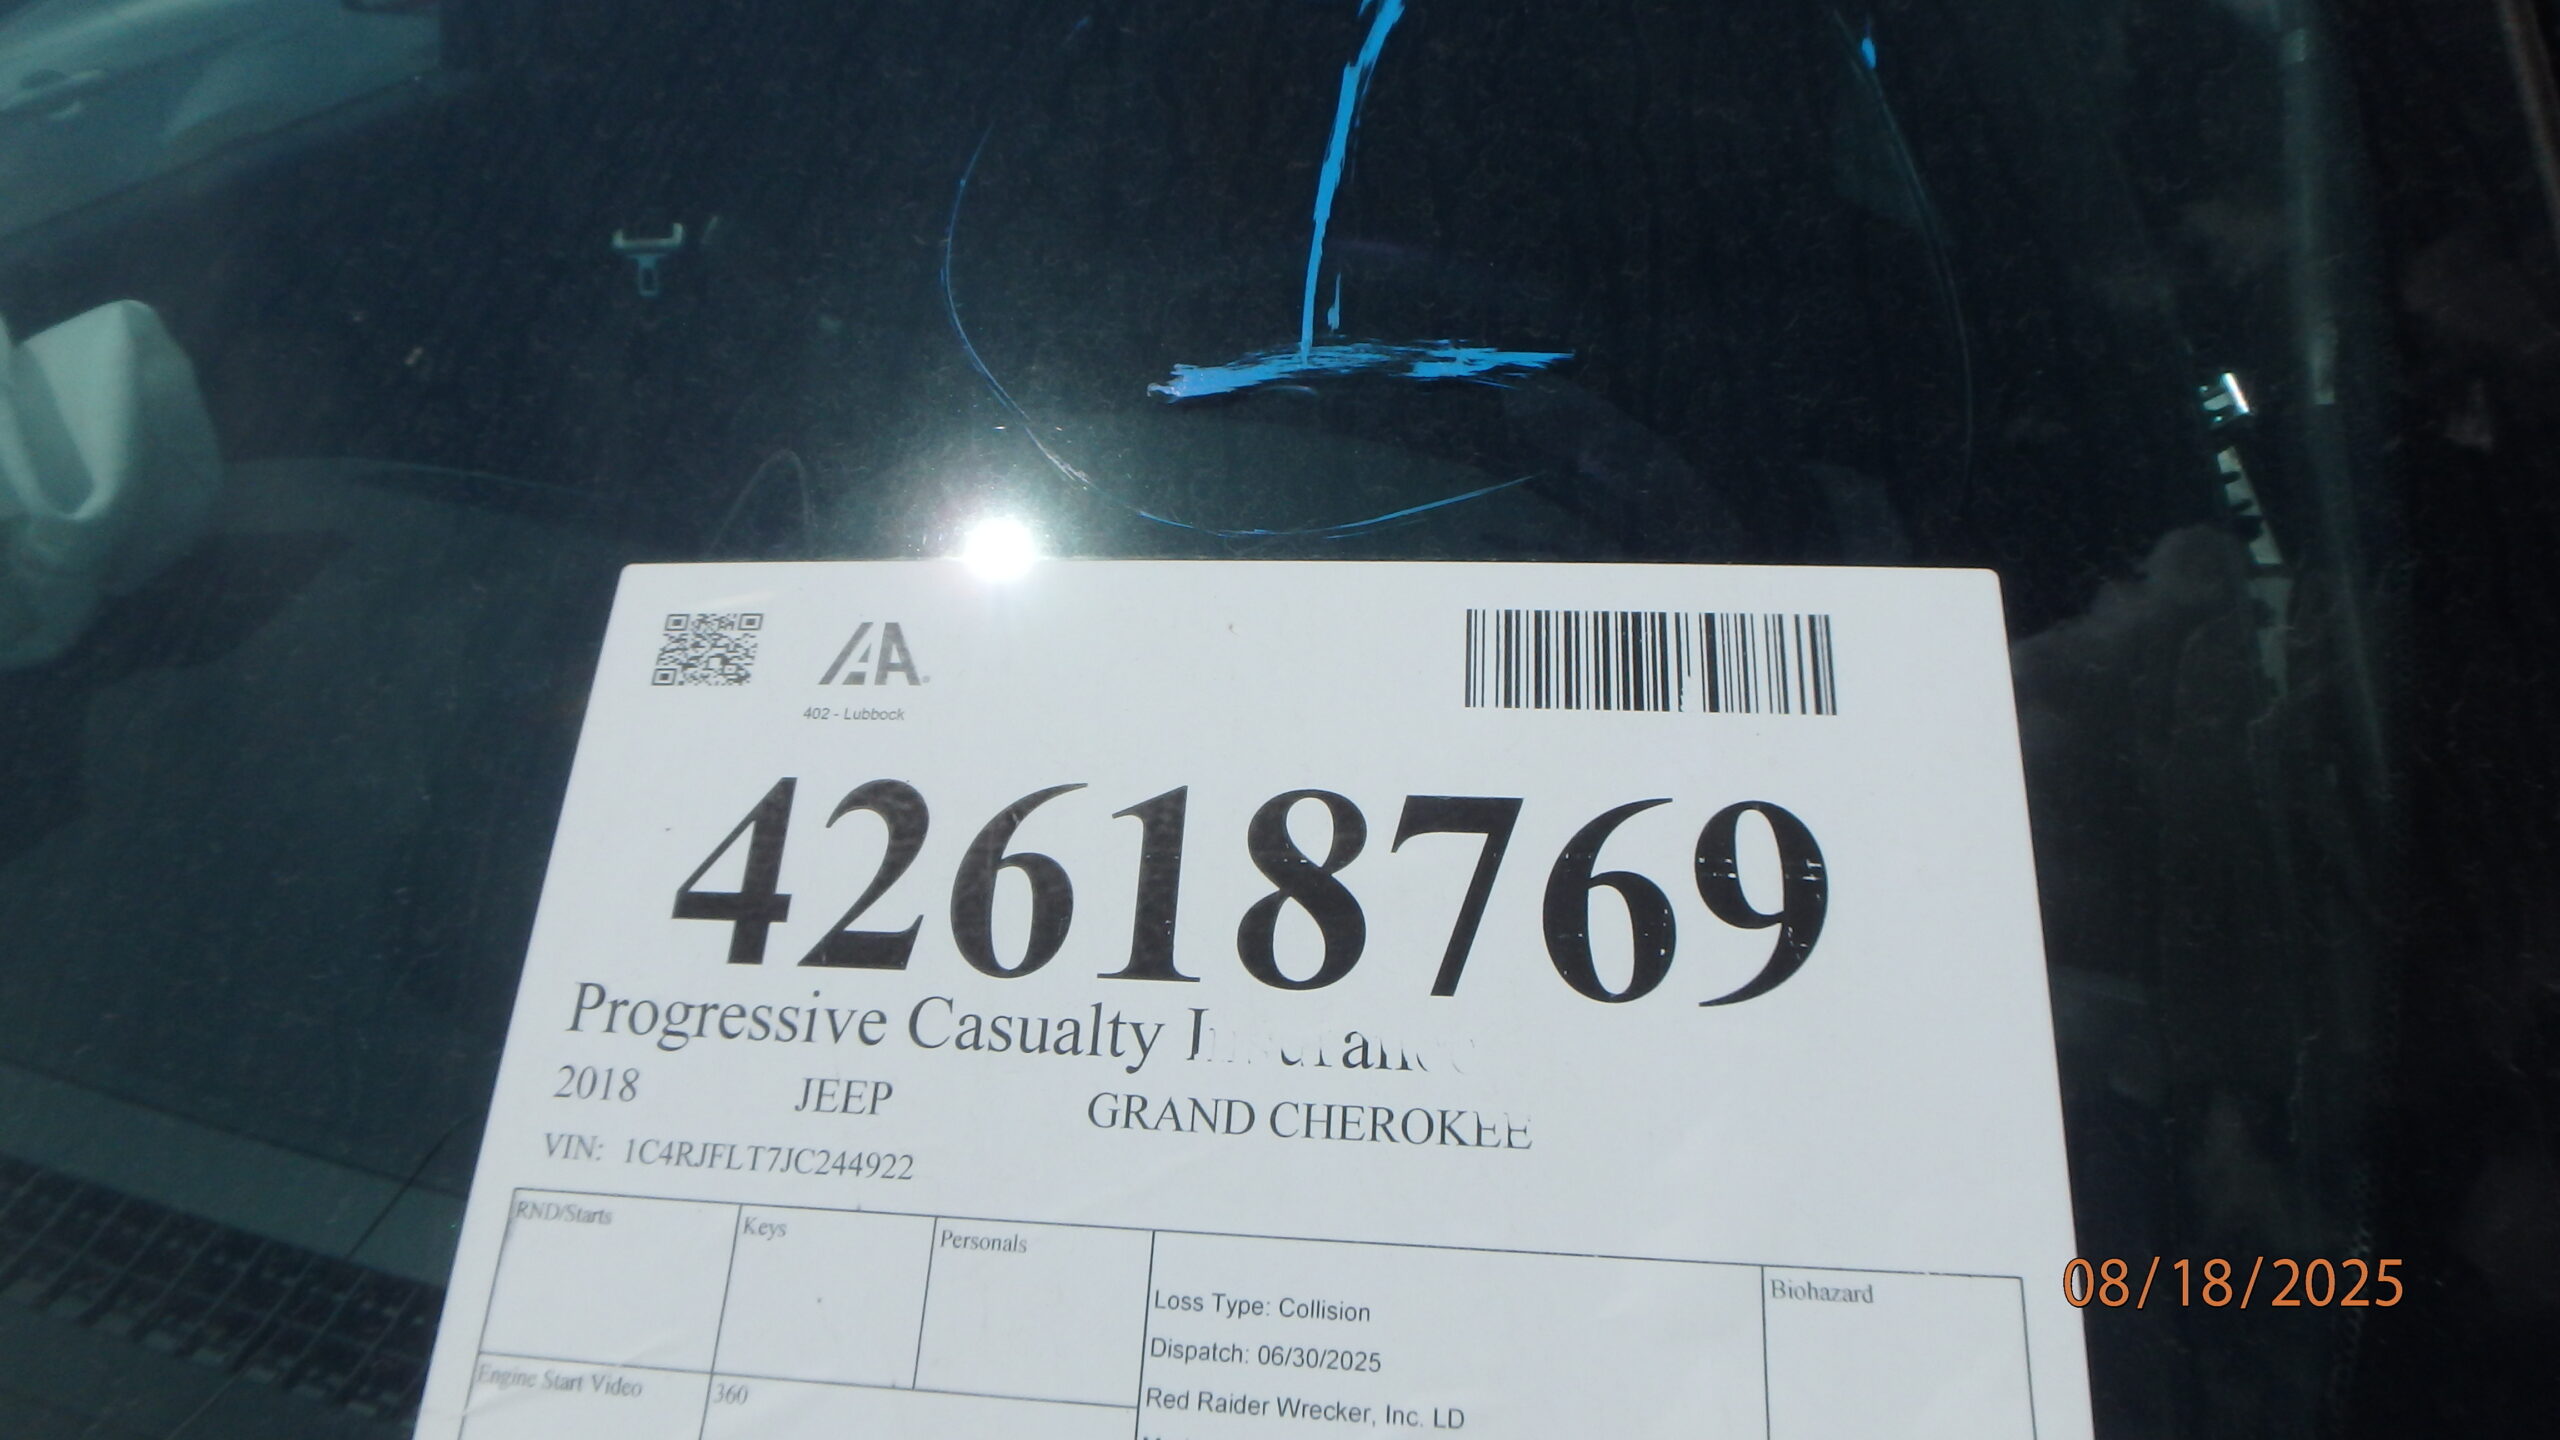 IAA
402 - Lubbock
42618769
Progressive Casualty
2018 JEEP GRAND CHEROKEE
VIN: 1C4RJFLT7JC244922
RND/Starts
Keys
Personals
Loss Type: Collision
Dispatch: 06/30/2025
Red Raider Wrecker, Inc. LD
Biohazard
Engine Start Video
360
08/18/2025